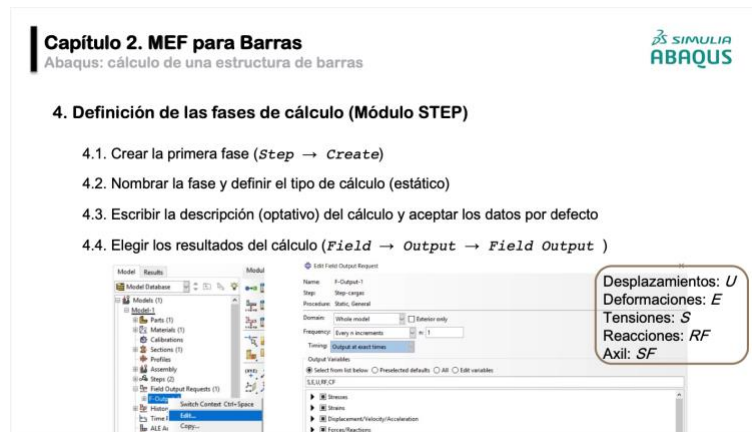 Capítulo 2. MEF para Barras
Abaqus: cálculo de una estructura de barras
SIMULIA
ABAQUS
4. Definición de las fases de cálculo (Módulo STEP)
4.1. Crear la primera fase (Step → Create)
4.2. Nombrar la fase y definir el tipo de cálculo (estático)
4.3. Escribir la descripción (optativo) del cálculo y aceptar los datos por defecto
4.4. Elegir los resultados del cálculo (Field → Output → Field Output )
Model Results
Model Database
Models (1)
Model-1
Parts (1)
Materials (1)
Calibrations
Sections (1)
Profiles
Assembly
Steps (2)
Field Output Requests (1)
Switch Context Ctrl+Space
Edit...
Copy...
Edit Field Output Request
Name: F-Output-1
Step: Step-cargas
Procedure: Static, General
Domain: Whole model Exterior only
Frequency: Every n increments n: 1
Timing: Output at exact times
Output Variables
Select from list below Preselected defaults All Edit variables
S,E,U,RF,CF
Stresses
Strains
Displacement/Velocity/Acceleration
Forces/Reactions
Desplazamientos: U
Deformaciones: E
Tensiones: S
Reacciones: RF
Axil: SF